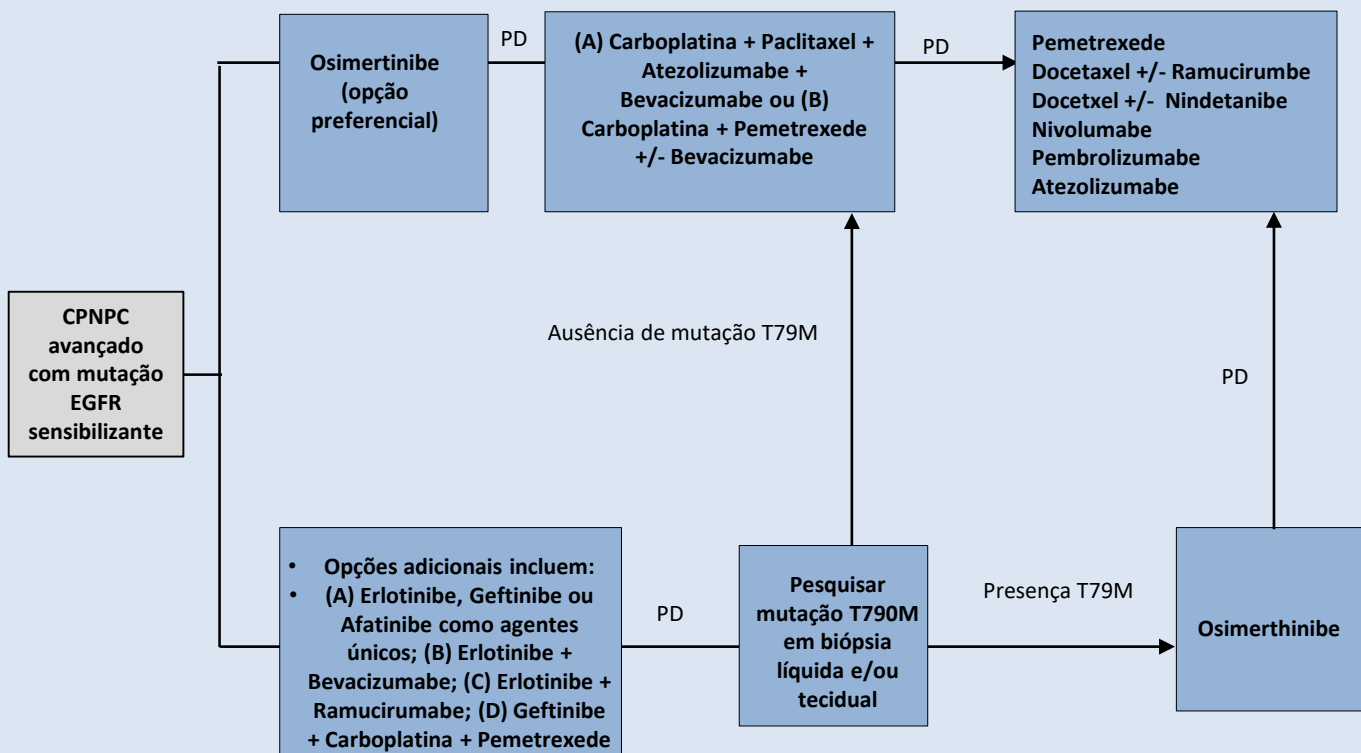 Osimertinibe
(opção
preferencial)
PD
(A) Carboplatina + Paclitaxel +
Atezolizumabe +
Bevacizumabe ou (B)
Carboplatina + Pemetrexede
+/- Bevacizumabe
PD
Pemetrexede
Docetaxel +/- Ramucirumbe
Docetxel +/- Nindetanibe
Nivolumabe
Pembrolizumabe
Atezolizumabe
CPNPC
avançado
com mutação
EGFR
sensibilizante
Ausência de mutação T79M
PD
• Opções adicionais incluem:
• (A) Erlotinibe, Geftinibe ou
Afatinibe como agentes
únicos; (B) Erlotinibe +
Bevacizumabe; (C) Erlotinibe +
Ramucirumabe; (D) Geftinibe
+ Carboplatina + Pemetrexede
PD
Pesquisar
mutação T790M
em biópsia
líquida e/ou
tecidual
Presença T79M
Osimerthinibe